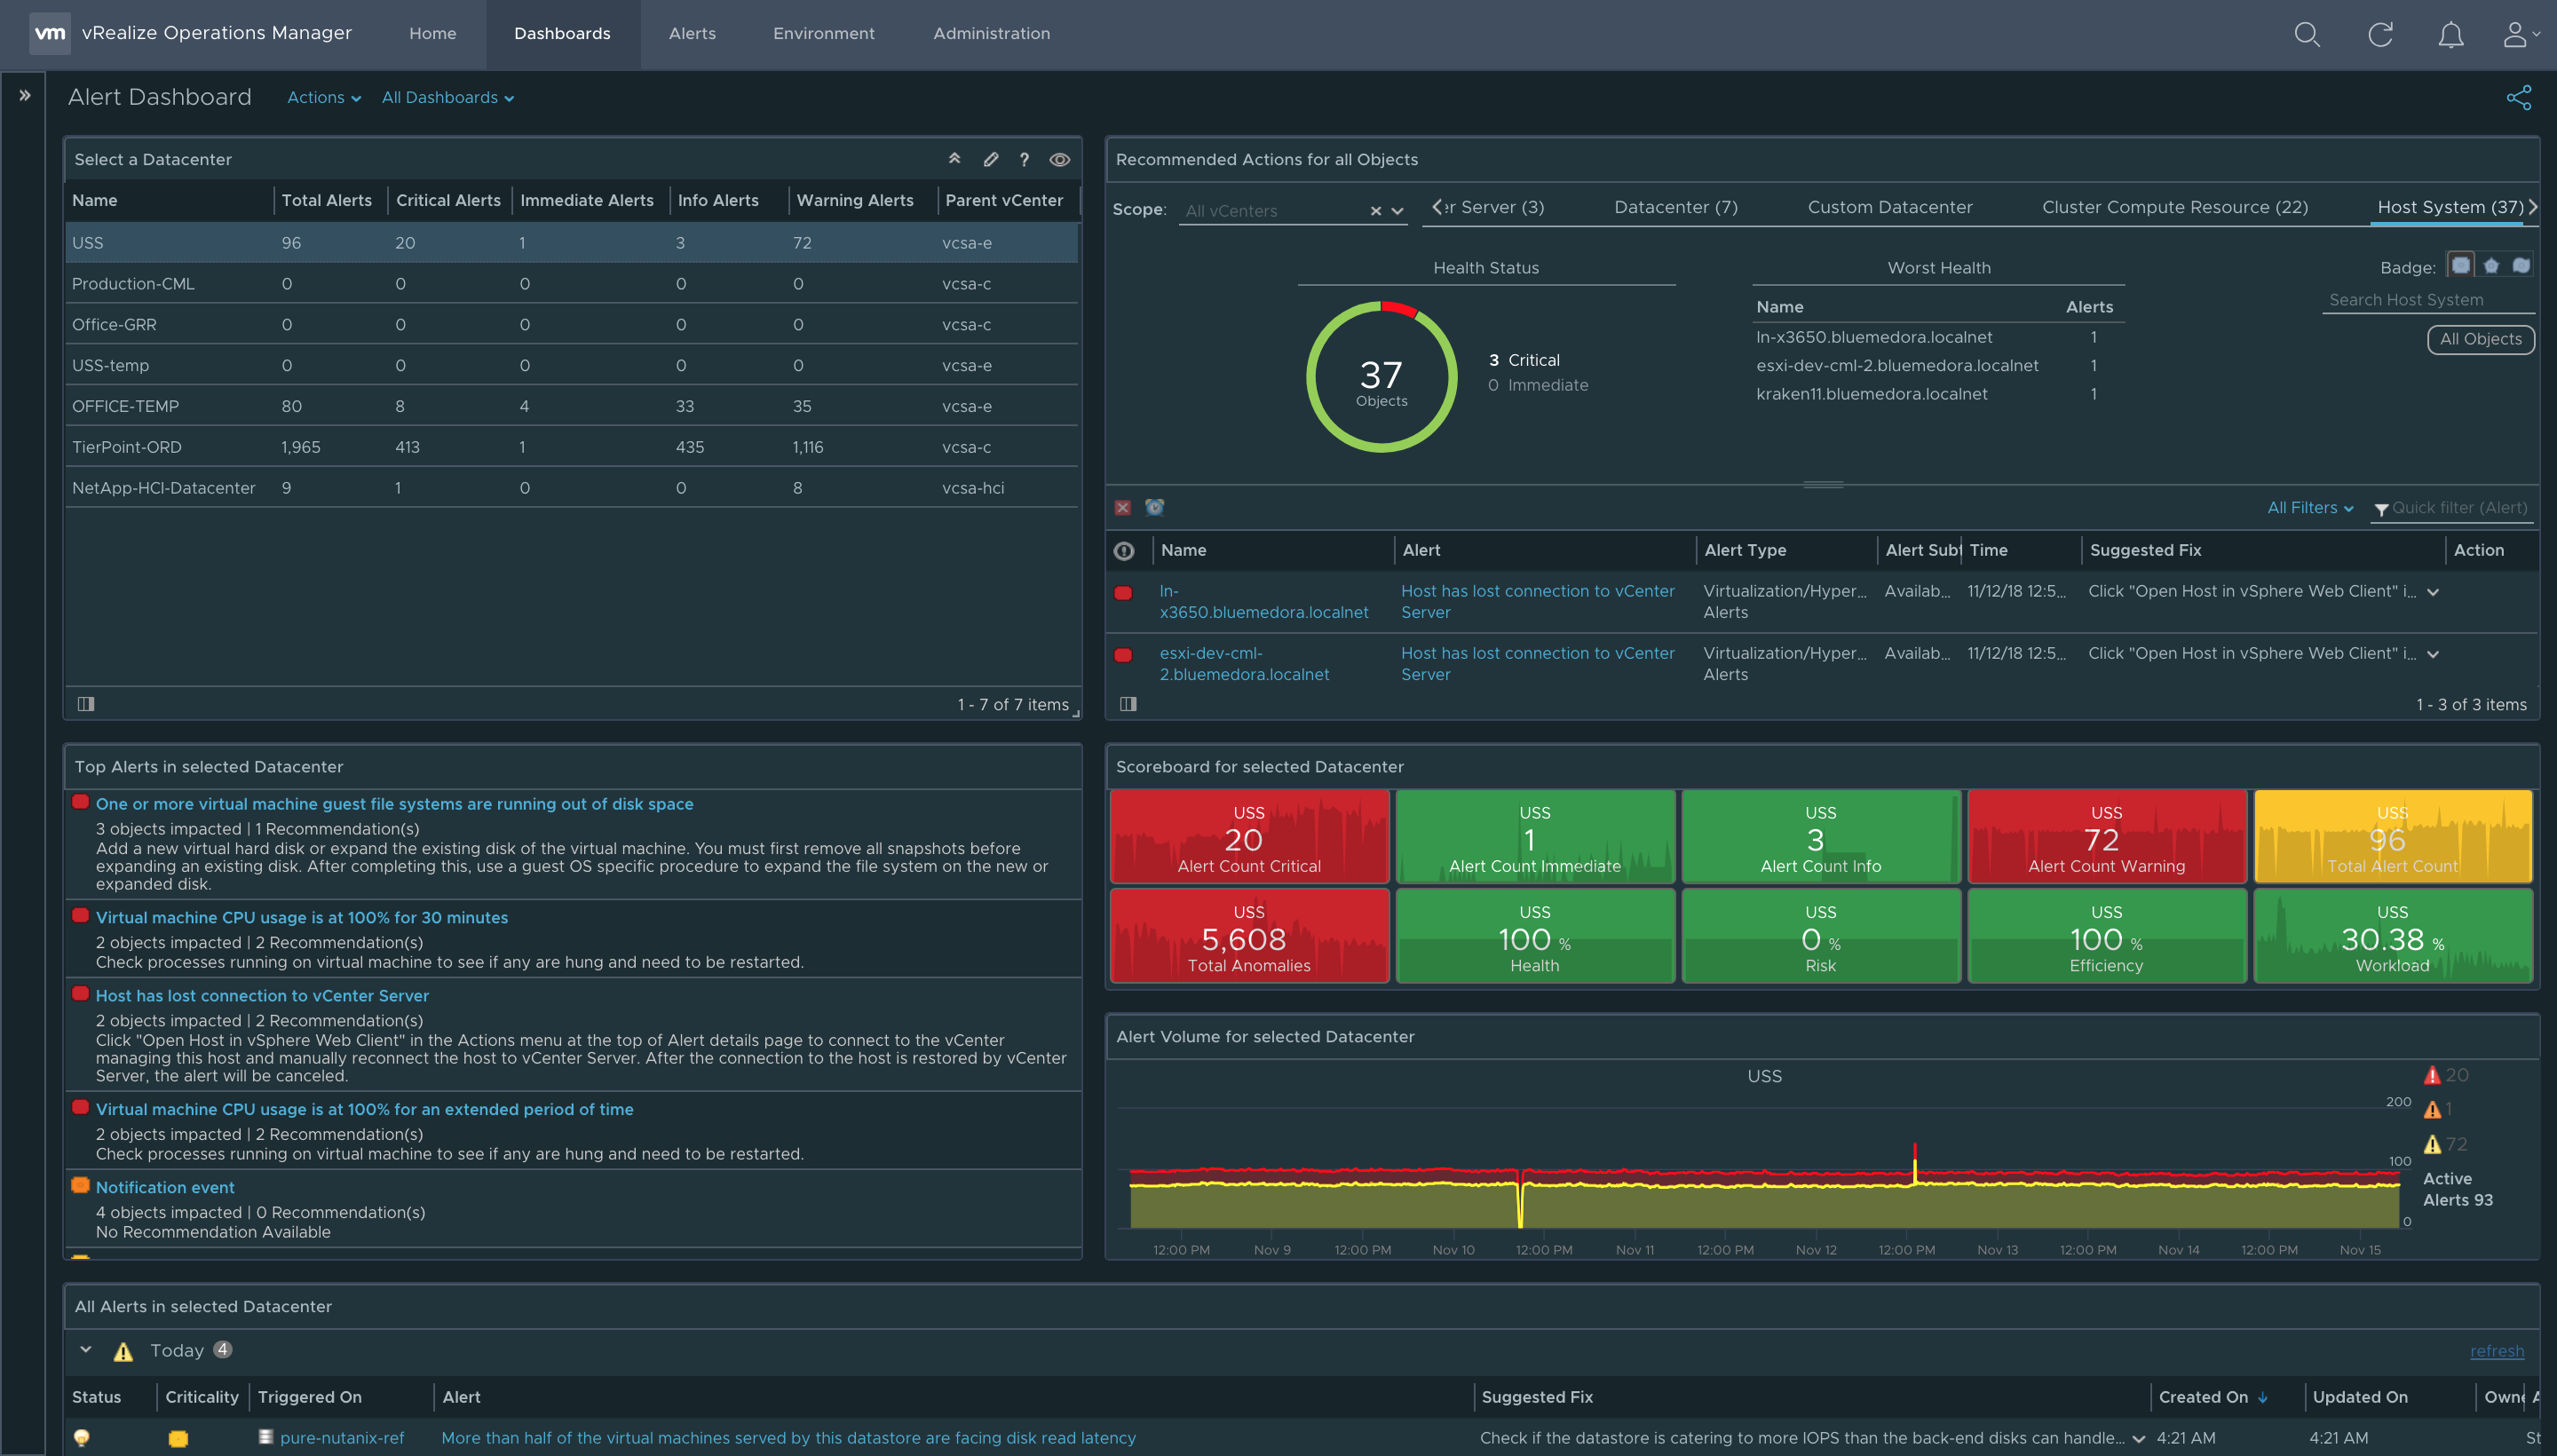 vm vRealize Operations Manager Home Dashboards Alerts Environment Administration
Alert Dashboard Actions All Dashboards
Select a Datacenter ?
Name Total Alerts Critical Alerts Immediate Alerts Info Alerts Warning Alerts Parent vCenter
USS 96 20 1 3 72 vcsa-e
Production-CML 0 0 0 0 0 vcsa-c
Office-GRR 0 0 0 0 0 vcsa-c
USS-temp 0 0 0 0 0 vcsa-e
OFFICE-TEMP 80 8 4 33 35 vcsa-e
TierPoint-ORD 1,965 413 1 435 1,116 vcsa-c
NetApp-HCI-Datacenter 9 1 0 0 8 vcsa-hci
1 - 7 of 7 items
Recommended Actions for all Objects
Scope: All vCenters er Server (3) Datacenter (7) Custom Datacenter Cluster Compute Resource (22) Host System (37)
Health Status Worst Health Badge:
Search Host System
All Objects
37
Objects
3 Critical
0 Immediate
Name Alerts
ln-x3650.bluemedora.localnet 1
esxi-dev-cml-2.bluemedora.localnet 1
kraken11.bluemedora.localnet 1
All Filters Quick filter (Alert)
Name Alert Alert Type Alert Subt Time Suggested Fix Action
ln- Host has lost connection to vCenter Virtualization/Hyper... Availab... 11/12/18 12:5... Click "Open Host in vSphere Web Client" i...
x3650.bluemedora.localnet Server Alerts
esxi-dev-cml- Host has lost connection to vCenter Virtualization/Hyper... Availab... 11/12/18 12:5... Click "Open Host in vSphere Web Client" i...
2.bluemedora.localnet Server Alerts
1 - 3 of 3 items
Top Alerts in selected Datacenter
One or more virtual machine guest file systems are running out of disk space
3 objects impacted | 1 Recommendation(s)
Add a new virtual hard disk or expand the existing disk of the virtual machine. You must first remove all snapshots before
expanding an existing disk. After completing this, use a guest OS specific procedure to expand the file system on the new or
expanded disk.
Virtual machine CPU usage is at 100% for 30 minutes
2 objects impacted | 2 Recommendation(s)
Check processes running on virtual machine to see if any are hung and need to be restarted.
Host has lost connection to vCenter Server
2 objects impacted | 2 Recommendation(s)
Click "Open Host in vSphere Web Client" in the Actions menu at the top of Alert details page to connect to the vCenter
managing this host and manually reconnect the host to vCenter Server. After the connection to the host is restored by vCenter
Server, the alert will be canceled.
Virtual machine CPU usage is at 100% for an extended period of time
2 objects impacted | 2 Recommendation(s)
Check processes running on virtual machine to see if any are hung and need to be restarted.
Notification event
4 objects impacted | 0 Recommendation(s)
No Recommendation Available
Scoreboard for selected Datacenter
USS USS USS USS USS
20 1 3 72 96
Alert Count Critical Alert Count Immediate Alert Count Info Alert Count Warning Total Alert Count
USS USS USS USS USS
5,608 100 % 0 % 100 % 30.38 %
Total Anomalies Health Risk Efficiency Workload
Alert Volume for selected Datacenter
USS
20
1
72
Active
Alerts 93
200
100
0
12:00 PM Nov 9 12:00 PM Nov 10 12:00 PM Nov 11 12:00 PM Nov 12 12:00 PM Nov 13 12:00 PM Nov 14 12:00 PM Nov 15
All Alerts in selected Datacenter
Today 4 refresh
Status Criticality Triggered On Alert Suggested Fix Created On Updated On Owne A
pure-nutanix-ref More than half of the virtual machines served by this datastore are facing disk read latency Check if the datastore is catering to more IOPS than the back-end disks can handle... 4:21 AM 4:21 AM St